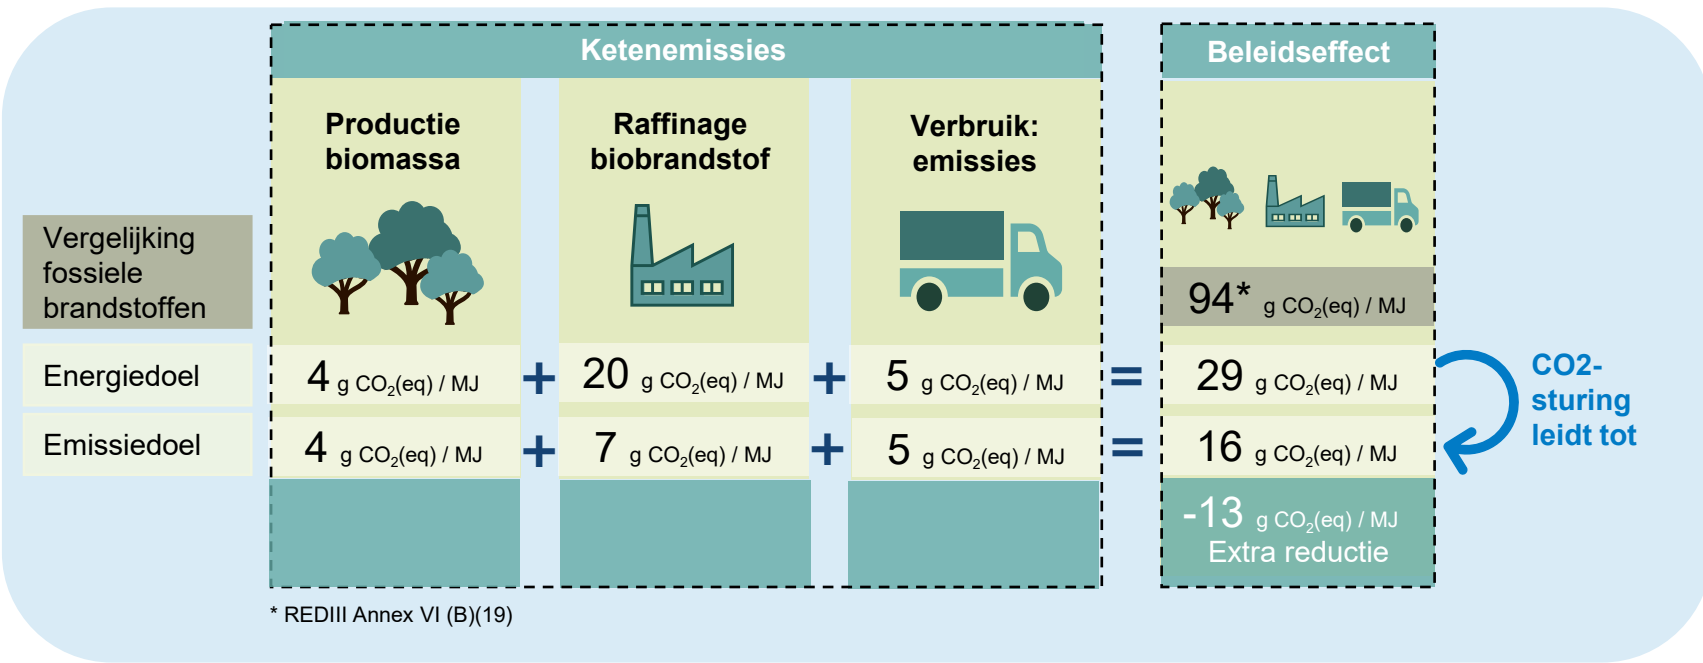 Ketenemissies
Beleidseffect
Productie
biomassa
Raffinage
biobrandstof
Verbruik:
emissies
Vergelijking
fossiele
brandstoffen
94* g CO₂(eq) / MJ
Energiedoel
4 g CO₂(eq) / MJ
+
20 g CO₂(eq) / MJ
+
5 g CO₂(eq) / MJ
=
29 g CO₂(eq) / MJ
Emissiedoel
4 g CO₂(eq) / MJ
+
7 g CO₂(eq) / MJ
+
5 g CO₂(eq) / MJ
=
16 g CO₂(eq) / MJ
CO2-
sturing
leidt tot
-13 g CO₂(eq) / MJ
Extra reductie
* REDIII Annex VI (B)(19)